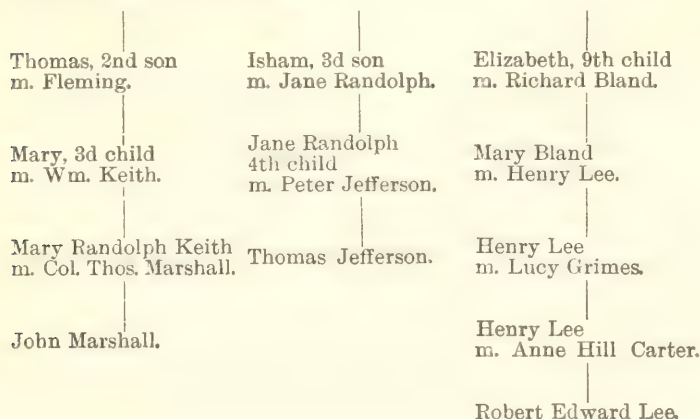 Thomas, 2nd son
m. Fleming.
Mary, 3d child
m. Wm. Keith.
Mary Randolph Keith
m. Col. Thos. Marshall.
John Marshall.
Isham, 3d son
m. Jane Randolph.
Jane Randolph
4th child
m. Peter Jefferson.
Thomas Jefferson.
Elizabeth, 9th child
m. Richard Bland.
Mary Bland
m. Henry Lee.
Henry Lee
m. Lucy Grimes.
Henry Lee
m. Anne Hill Carter.
Robert Edward Lee.